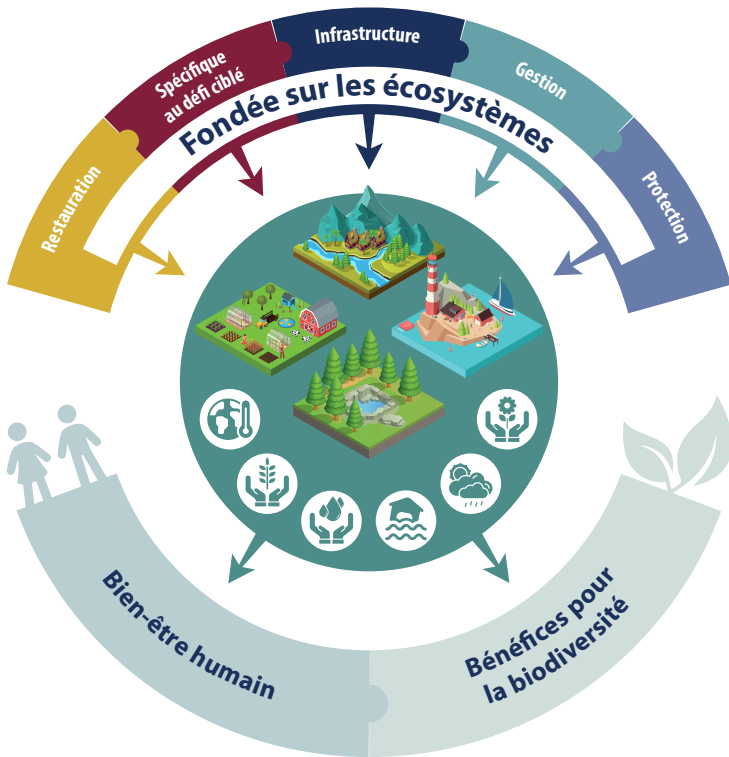 Restauration
Spécifique
au défi ciblé
Infrastructure
Gestion
Protection
Fondée sur les écosystèmes
Bien-être humain
Bénéfices pour
la biodiversité